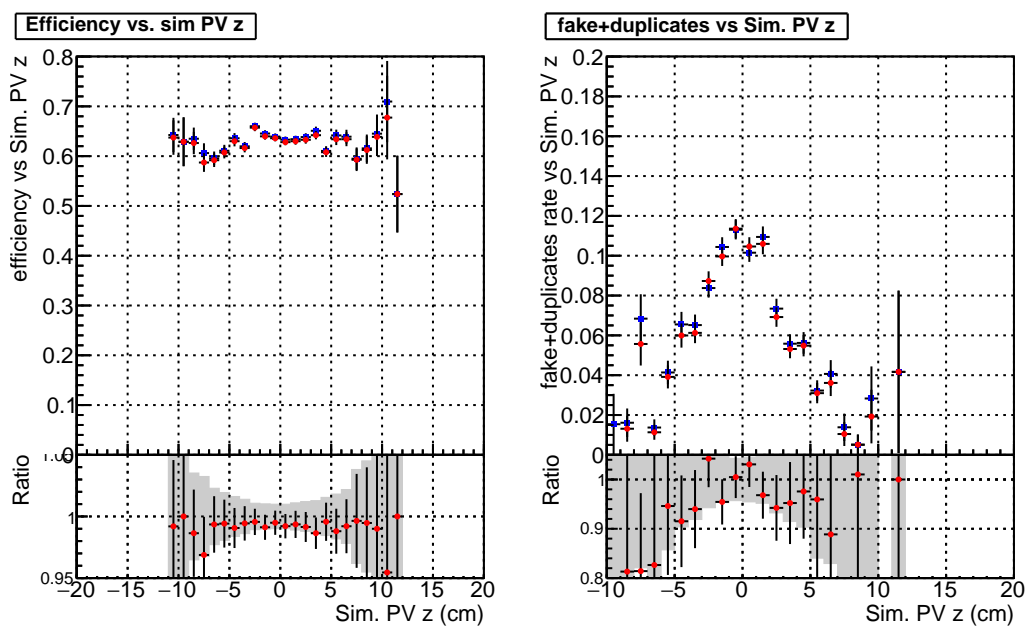 Efficiency vs. sim PV z
efficiency vs Sim. PV z
0.8
0.7
0.6
0.5
0.4
0.3
0.2
0.1
0
Ratio
1
0.95
−20 −15 −10 −5 0 5 10 15 20
Sim. PV z (cm)
fake+duplicates vs Sim. PV z
fake+duplicates rate vs Sim. PV z
0.2
0.18
0.16
0.14
0.12
0.1
0.08
0.06
0.04
0.02
0
Ratio
1
0.9
0.8
−10 −5 0 5 10 15 20
Sim. PV z (cm)